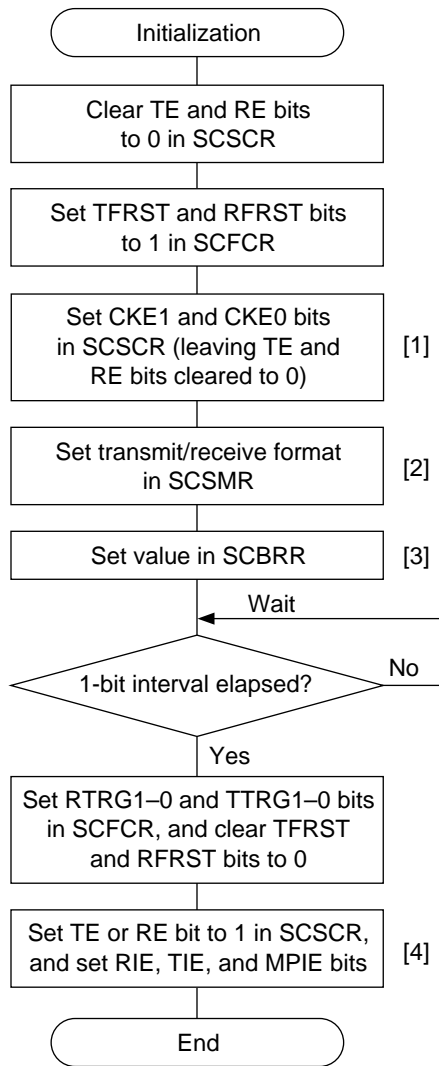 Initialization
Clear TE and RE bits
to 0 in SCSCR
Set TFRST and RFRST bits
to 1 in SCFCR
Set CKE1 and CKE0 bits
in SCSCR (leaving TE and
RE bits cleared to 0)
[1]
Set transmit/receive format
in SCSMR
[2]
Set value in SCBRR
[3]
Wait
1-bit interval elapsed?
No
Yes
Set RTRG1–0 and TTRG1–0 bits
in SCFCR, and clear TFRST
and RFRST bits to 0
Set TE or RE bit to 1 in SCSCR,
and set RIE, TIE, and MPIE bits
[4]
End